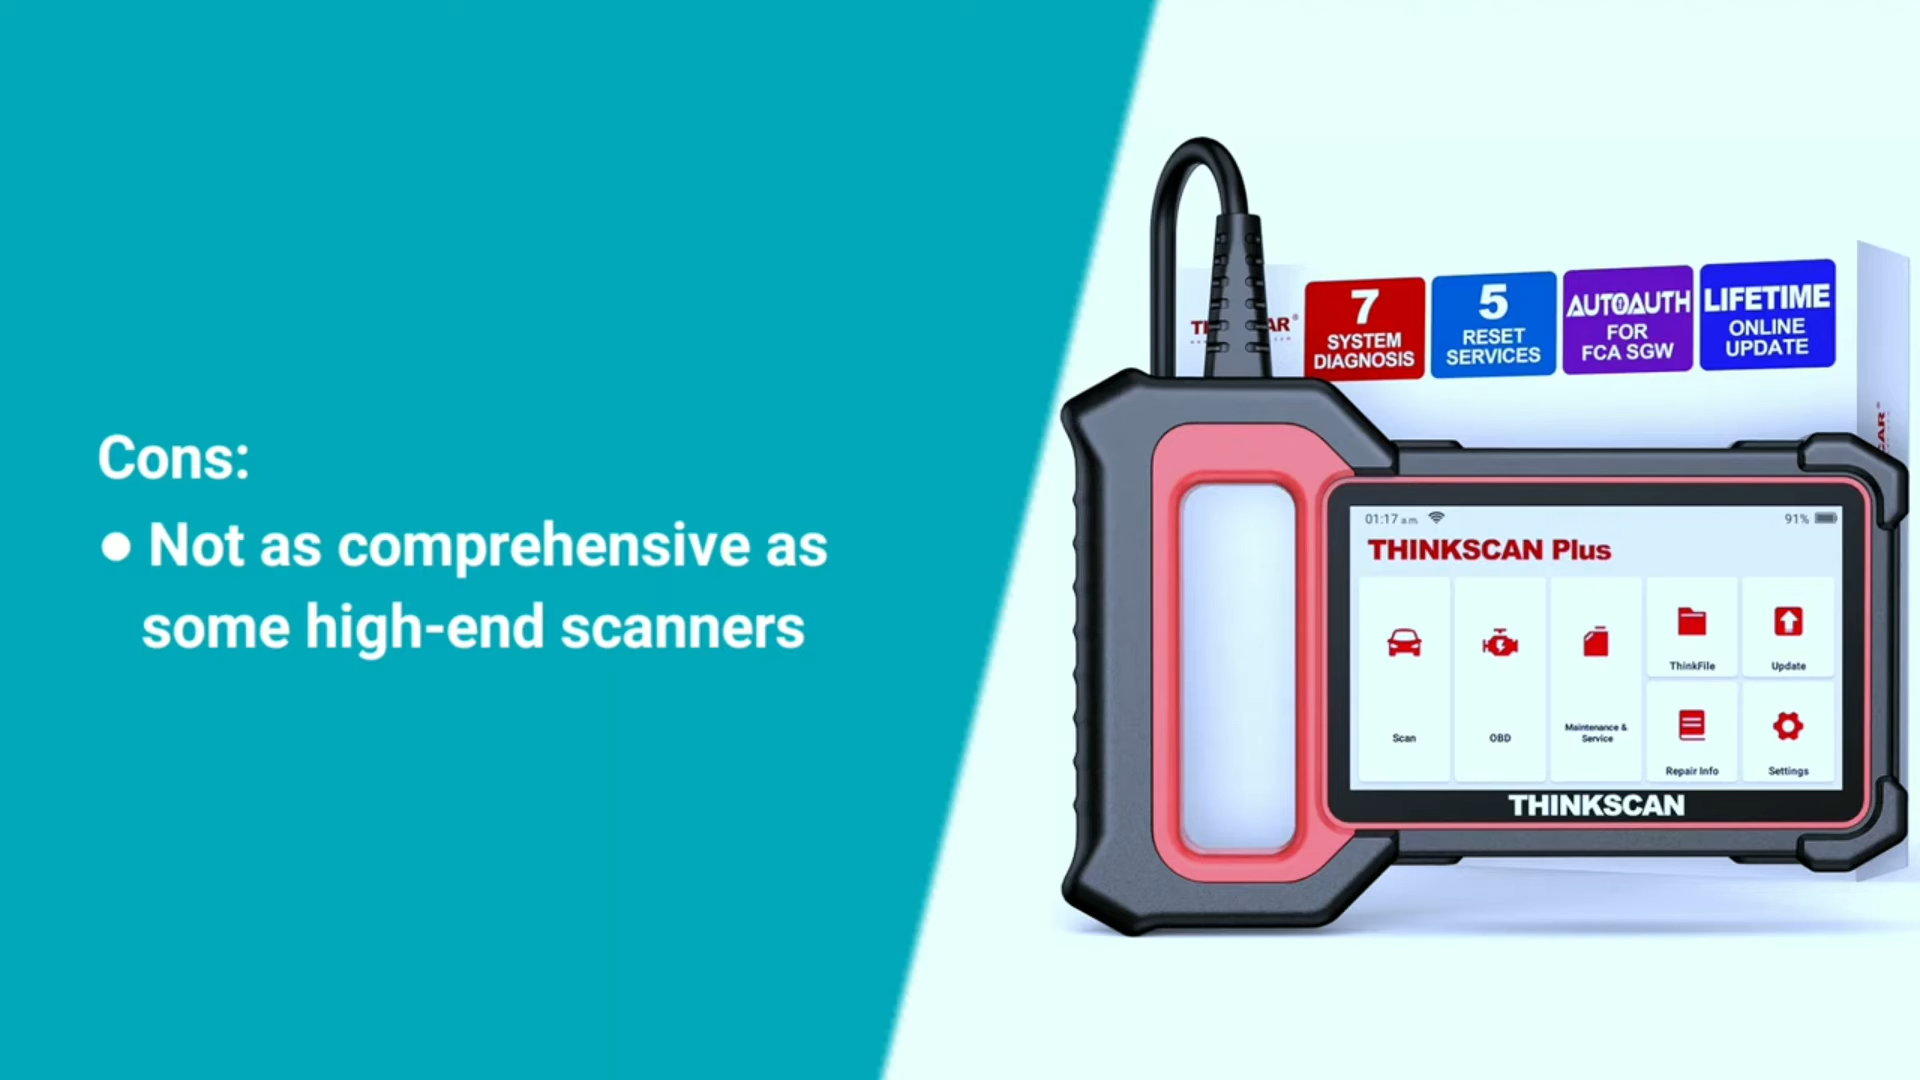 Cons:
● Not as comprehensive as
some high-end scanners
7
SYSTEM
DIAGNOSIS
5
RESET
SERVICES
AUTOAUTH
FOR
FCA SGW
LIFETIME
ONLINE
UPDATE
01:17 a.m.
91%
THINKSCAN Plus
Scan
OBD
Maintenance &
Service
ThinkFile
Update
Repair Info
Settings
THINKSCAN